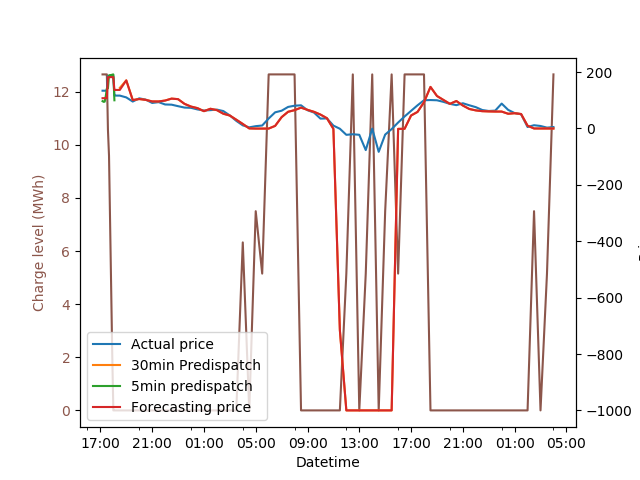 12
10
8
6
4
2
0
Charge level (MWh)
200
0
−200
−400
−600
−800
−1000
Actual price
30min Predispatch
5min predispatch
Forecasting price
17:00 21:00 01:00 05:00 09:00 13:00 17:00 21:00 01:00 05:00
Datetime